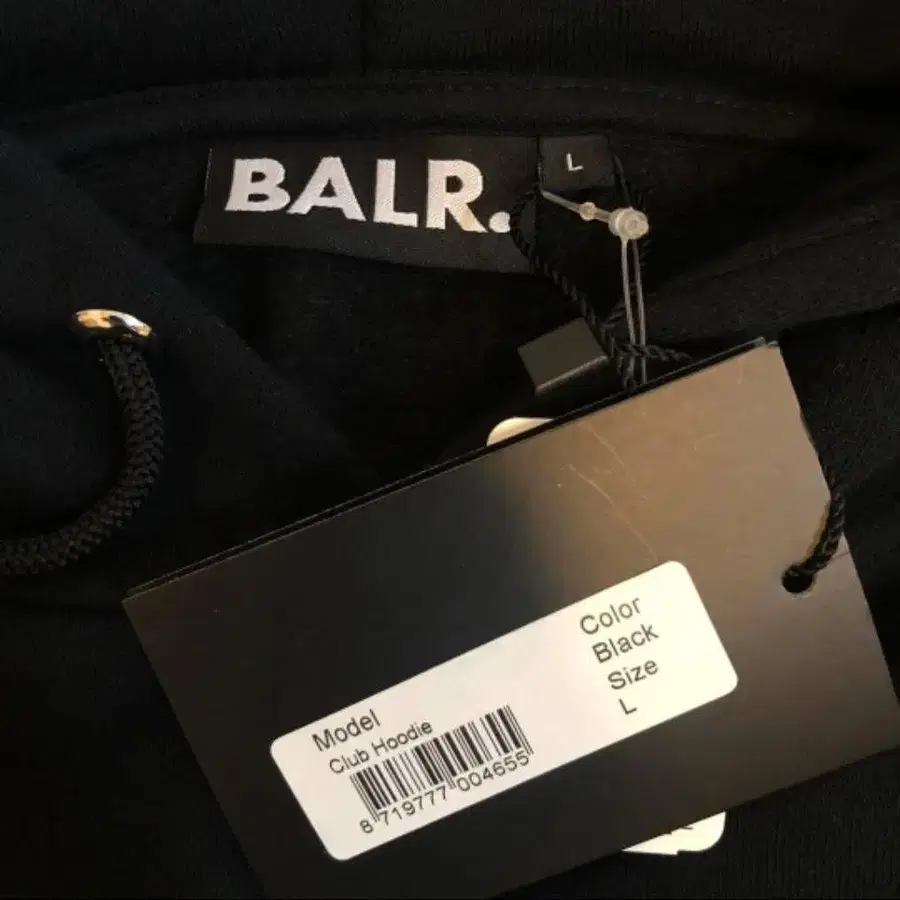 BALR.
L
Color
Black
Size
L
Model
Club Hoodie
8 719777 004655